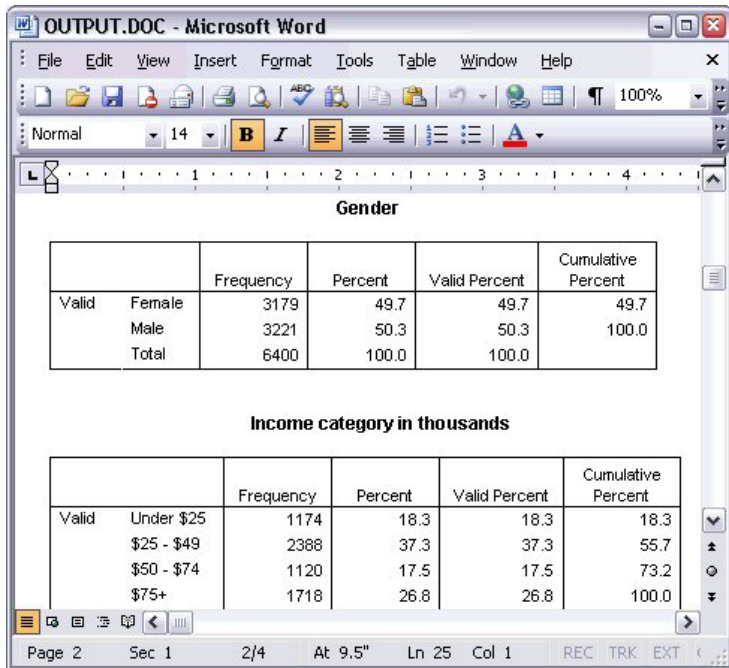 OUTPUT.DOC - Microsoft Word
File Edit View Insert Format Tools Table Window Help
ABC 100%
Normal 14 B I A
1 2 3 4
Gender
Frequency Percent Valid Percent Cumulative Percent
Valid Female 3179 49.7 49.7 49.7
Male 3221 50.3 50.3 100.0
Total 6400 100.0 100.0
Income category in thousands
Frequency Percent Valid Percent Cumulative Percent
Valid Under $25 1174 18.3 18.3 18.3
$25 - $49 2388 37.3 37.3 55.7
$50 - $74 1120 17.5 17.5 73.2
$75+ 1718 26.8 26.8 100.0
Page 2 Sec 1 2/4 At 9.5" Ln 25 Col 1 REC TRK EXT